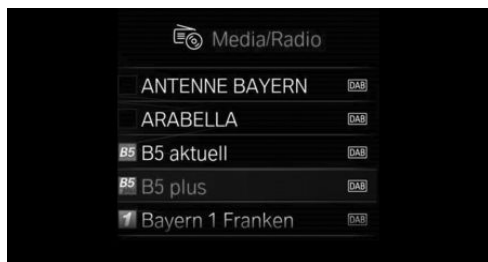 Media/Radio
ANTENNE BAYERN DAB
ARABELLA DAB
B5 B5 aktuell DAB
B5 B5 plus DAB
1 Bayern 1 Franken DAB